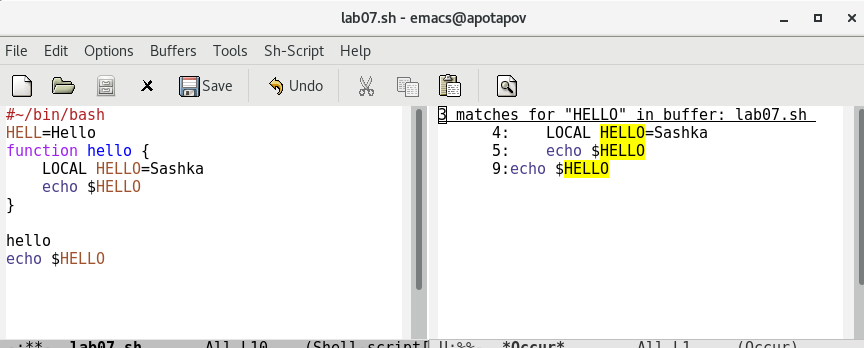 lab07.sh - emacs@apotapov
File Edit Options Buffers Tools Sh-Script Help
Save Undo
#~/bin/bash
HELL=Hello
function hello {
    LOCAL HELLO=Sashka
    echo $HELLO
}
hello
echo $HELLO
3 matches for "HELLO" in buffer: lab07.sh
      4:    LOCAL HELLO=Sashka
      5:    echo $HELLO
      9:echo $HELLO
-:** lab07.sh All L10 (Shell-script[
U:%% *Occur* All L1 (Occur)